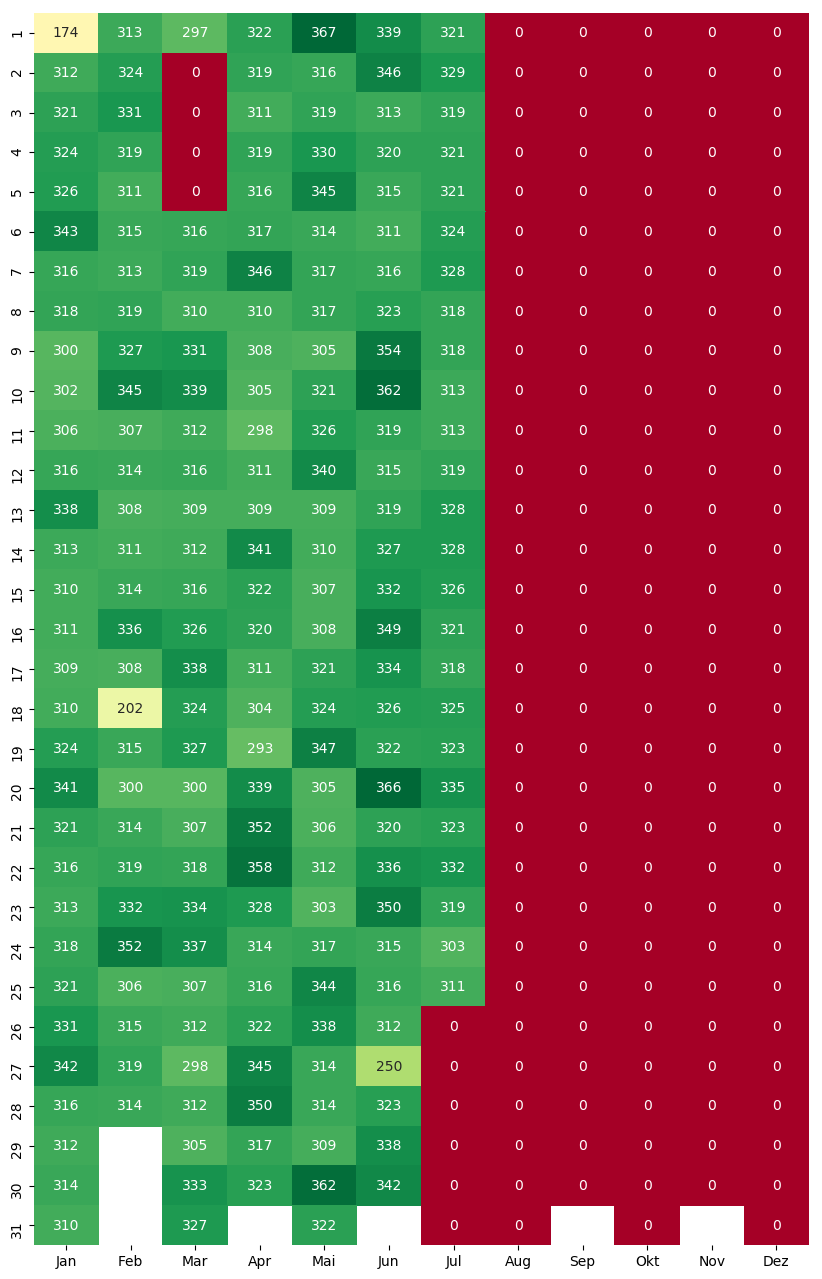 1 174 313 297 322 367 339 321 0 0 0 0 0
2 312 324 0 319 316 346 329 0 0 0 0 0
3 321 331 0 311 319 313 319 0 0 0 0 0
4 324 319 0 319 330 320 321 0 0 0 0 0
5 326 311 0 316 345 315 321 0 0 0 0 0
6 343 315 316 317 314 311 324 0 0 0 0 0
7 316 313 319 346 317 316 328 0 0 0 0 0
8 318 319 310 310 317 323 318 0 0 0 0 0
9 300 327 331 308 305 354 318 0 0 0 0 0
10 302 345 339 305 321 362 313 0 0 0 0 0
11 306 307 312 298 326 319 313 0 0 0 0 0
12 316 314 316 311 340 315 319 0 0 0 0 0
13 338 308 309 309 309 319 328 0 0 0 0 0
14 313 311 312 341 310 327 328 0 0 0 0 0
15 310 314 316 322 307 332 326 0 0 0 0 0
16 311 336 326 320 308 349 321 0 0 0 0 0
17 309 308 338 311 321 334 318 0 0 0 0 0
18 310 202 324 304 324 326 325 0 0 0 0 0
19 324 315 327 293 347 322 323 0 0 0 0 0
20 341 300 300 339 305 366 335 0 0 0 0 0
21 321 314 307 352 306 320 323 0 0 0 0 0
22 316 319 318 358 312 336 332 0 0 0 0 0
23 313 332 334 328 303 350 319 0 0 0 0 0
24 318 352 337 314 317 315 303 0 0 0 0 0
25 321 306 307 316 344 316 311 0 0 0 0 0
26 331 315 312 322 338 312 0 0 0 0 0 0
27 342 319 298 345 314 250 0 0 0 0 0 0
28 316 314 312 350 314 323 0 0 0 0 0 0
29 312 305 317 309 338 0 0 0 0 0 0
30 314 333 323 362 342 0 0 0 0 0 0
31 310 327 322 0 0 0 0
Jan Feb Mar Apr Mai Jun Jul Aug Sep Okt Nov Dez